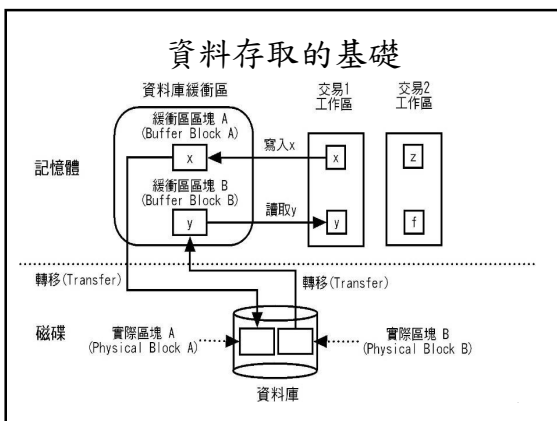 資料存取的基礎
資料庫緩衝區
交易1
工作區
交易2
工作區
緩衝區區塊 A
(Buffer Block A)
寫入x
x
x
z
記憶體
緩衝區區塊 B
(Buffer Block B)
讀取y
y
y
f
轉移(Transfer)
轉移(Transfer)
磁碟
實際區塊 A
(Physical Block A)
實際區塊 B
(Physical Block B)
資料庫